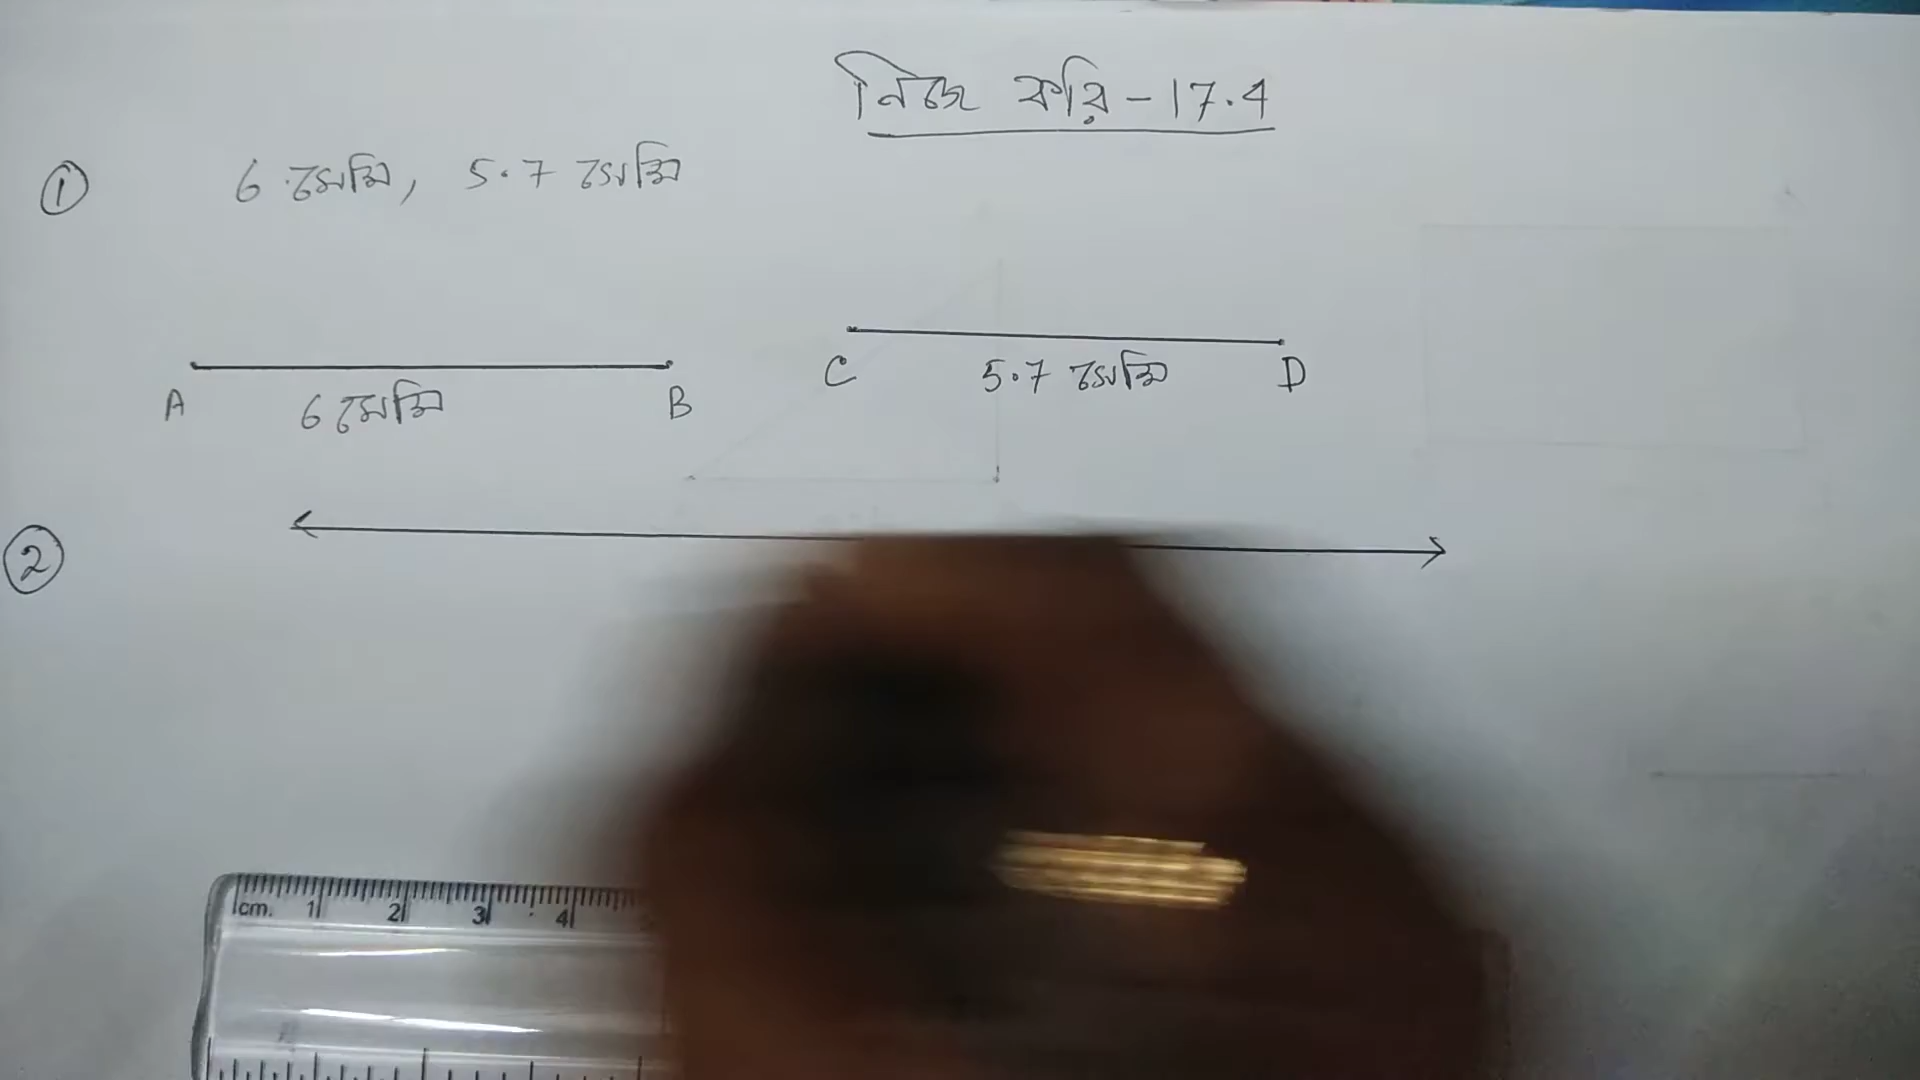 নিজে করি - 17.4
① 6 সেমি, 5.7 সেমি
A 6 সেমি B
C 5.7 সেমি D
②
cm. 1 2 3 4